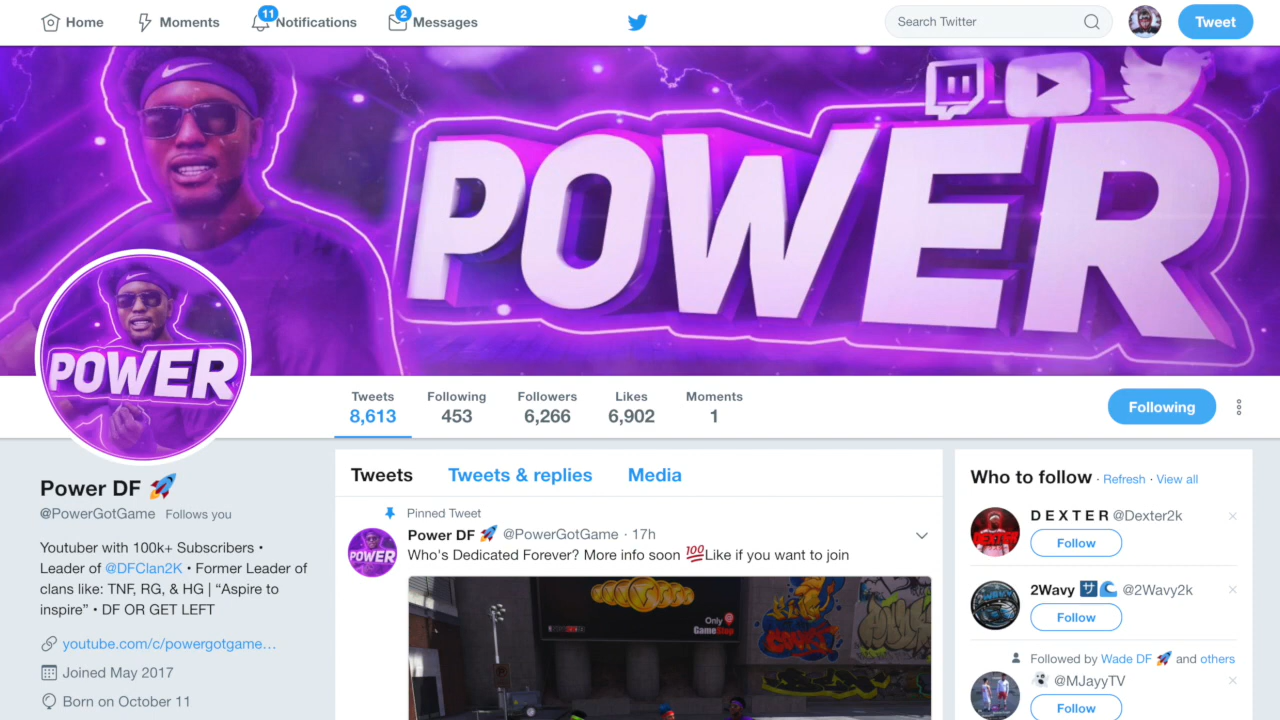 Home
Moments
11
Notifications
2
Messages
Search Twitter
Tweet
POWER
POWER
Tweets
8,613
Following
453
Followers
6,266
Likes
6,902
Moments
1
Following
Power DF 🚀
@PowerGotGame Follows you
Youtuber with 100k+ Subscribers •
Leader of @DFClan2K • Former Leader of
clans like: TNF, RG, & HG | “Aspire to
inspire” • DF OR GET LEFT
youtube.com/c/powergotgame…
Joined May 2017
Born on October 11
Tweets
Tweets & replies
Media
Pinned Tweet
Power DF 🚀 @PowerGotGame · 17h
Who's Dedicated Forever? More info soon 💯Like if you want to join
POWER
Only
GameStop
Who to follow · Refresh · View all
D E X T E R @Dexter2k
Follow
2Wavy 🈂🌊 @2Wavy2k
Follow
Followed by Wade DF 🚀 and others
👻 @MJayyTV
Follow